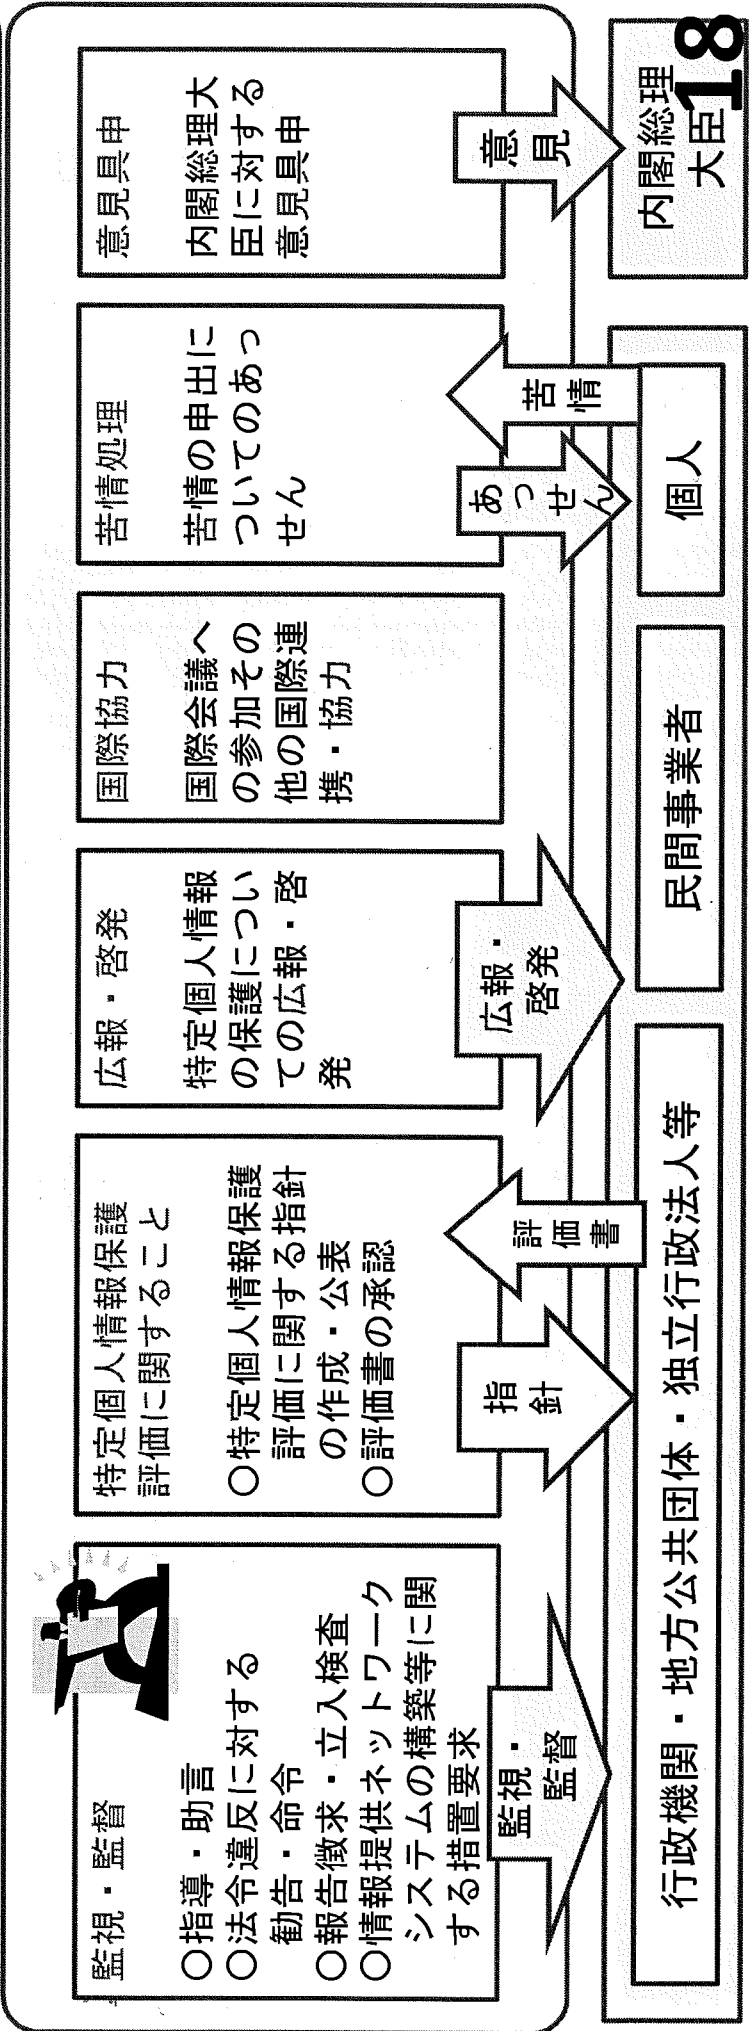 監視・監督
○指導・助言
○法令違反に対する
勧告・命令
○報告徴求・立入検査
○情報提供ネットワーク
システムの構築等に関
する措置要求
監視・
監督
特定個人情報保護
評価に関すること
○特定個人情報保護
評価に関する指針
の作成・公表
○評価書の承認
指
針
評
価
書
広報・啓発
特定個人情報
の保護につい
ての広報・啓
発
広報・
啓発
国際協力
国際会議へ
の参加その
他の国際連
携・協力
苦情処理
苦情の申出に
ついてのあっ
せん
あ
っ
せ
ん
苦
情
意見具申
内閣総理大
臣に対する
意見具申
意
見
行政機関・地方公共団体・独立行政法人等
民間事業者
個人
内閣総理
大臣
18